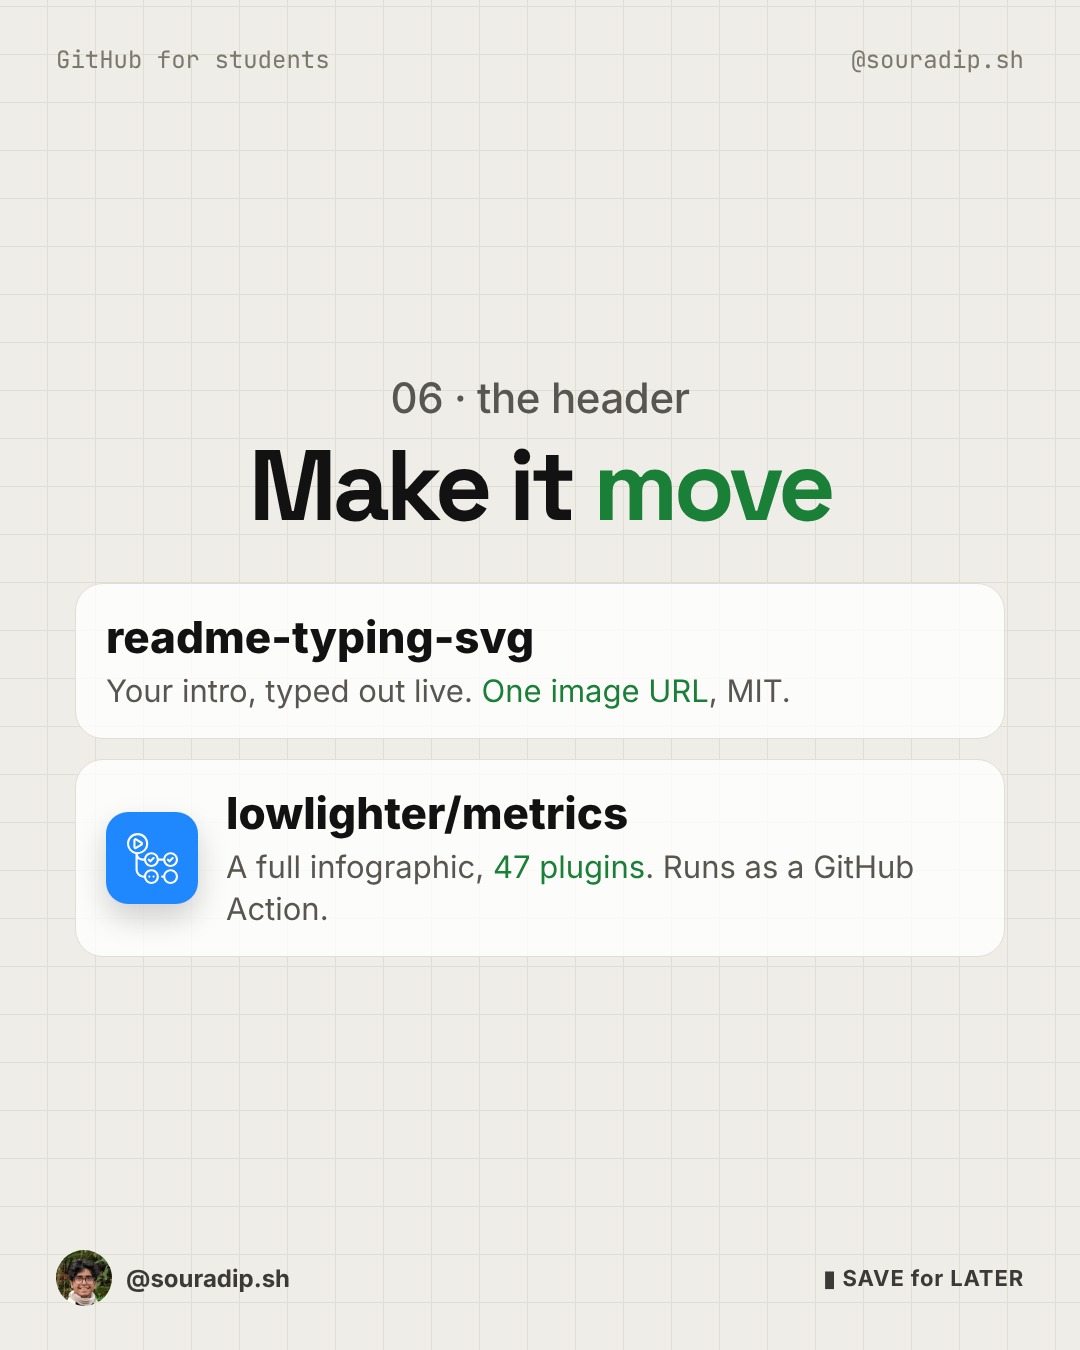 GitHub for students
@souradip.sh
06 · the header
Make it move
readme-typing-svg
Your intro, typed out live. One image URL, MIT.
lowlighter/metrics
A full infographic, 47 plugins. Runs as a GitHub
Action.
@souradip.sh
SAVE for LATER